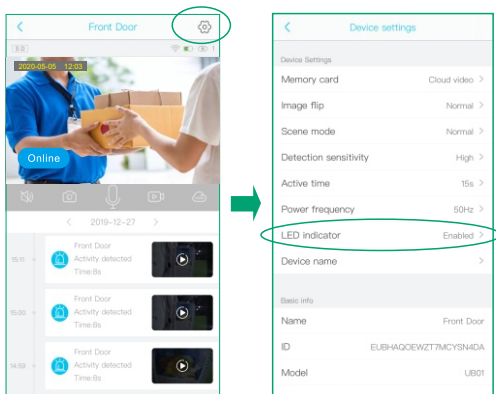 Front Door
S.D
1
2020-05-05 12:03
Online
2019-12-27
15:11
Front Door
Activity detected
Time:8s
15:00
Front Door
Activity detected
Time:8s
14:59
Front Door
Activity detected
Time:8s
Device settings
Device Settings
Memory card Cloud video
Image flip Normal
Scene mode Normal
Detection sensitivity High
Active time 15s
Power frequency 50Hz
LED indicator Enabled
Device name
Basic info
Name Front Door
ID EUBHAQOEWZT7MCYSN4DA
Model UB01